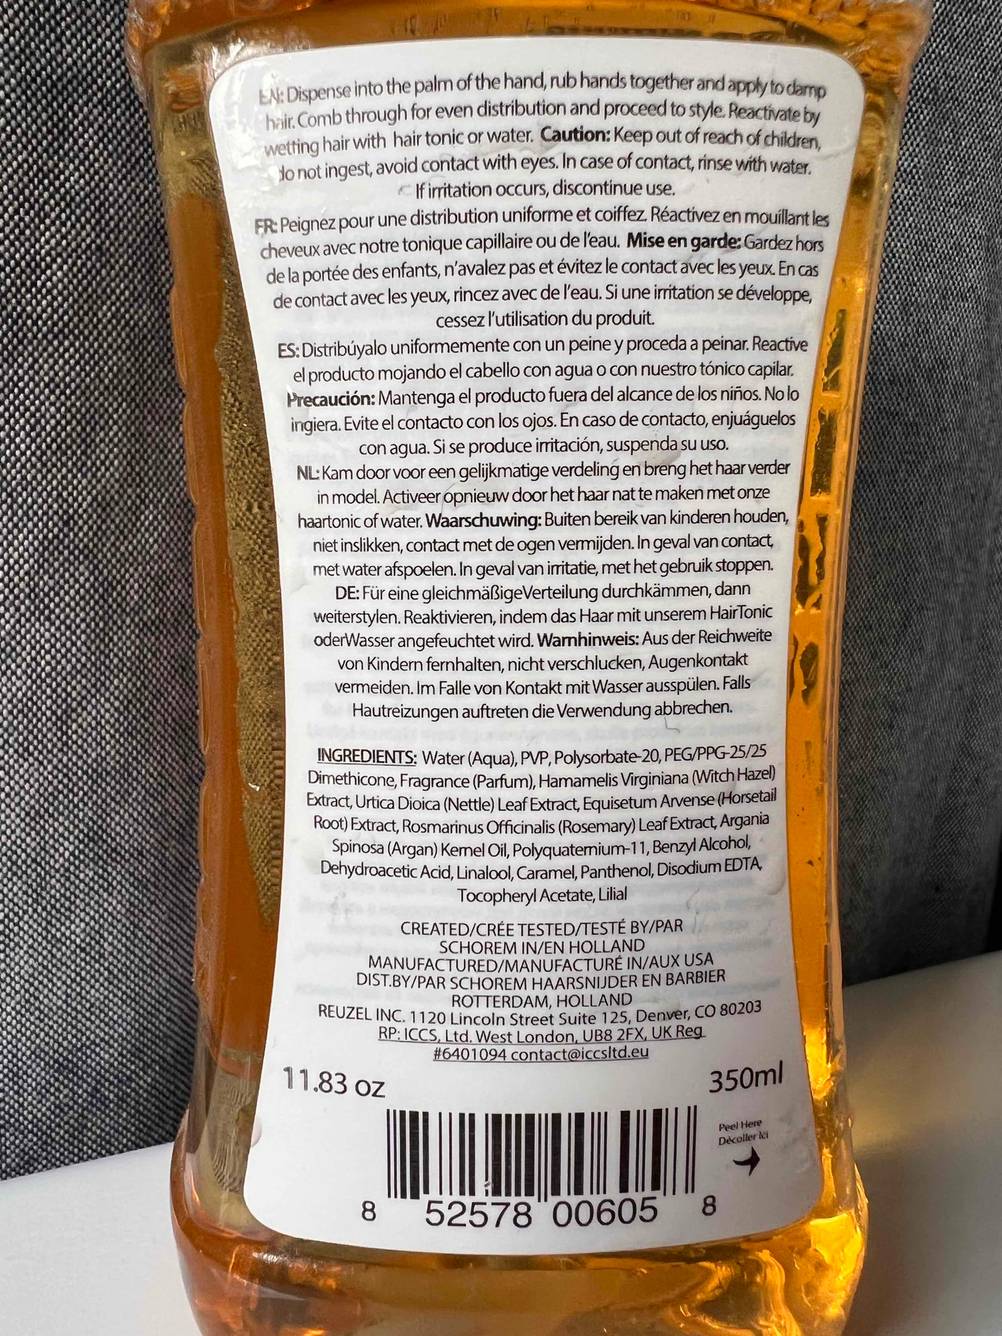 EN: Dispense into the palm of the hand, rub hands together and apply to damp
hair. Comb through for even distribution and proceed to style. Reactivate by
wetting hair with hair tonic or water. Caution: Keep out of reach of children,
do not ingest, avoid contact with eyes. In case of contact, rinse with water.
If irritation occurs, discontinue use.
FR: Peignez pour une distribution uniforme et coiffez. Réactivez en mouillant les
cheveux avec notre tonique capillaire ou de l'eau. Mise en garde: Gardez hors
de la portée des enfants, n'avalez pas et évitez le contact avec les yeux. En cas
de contact avec les yeux, rincez avec de l'eau. Si une irritation se développe,
cessez l'utilisation du produit.
ES: Distribúyalo uniformemente con un peine y proceda a peinar. Reactive
el producto mojando el cabello con agua o con nuestro tónico capilar.
Precaución: Mantenga el producto fuera del alcance de los niños. No lo
ingiera. Evite el contacto con los ojos. En caso de contacto, enjuáguelos
con agua. Si se produce irritación, suspenda su uso.
NL: Kam door voor een gelijkmatige verdeling en breng het haar verder
in model. Activeer opnieuw door het haar nat te maken met onze
haartonic of water. Waarschuwing: Buiten bereik van kinderen houden,
niet inslikken, contact met de ogen vermijden. In geval van contact,
met water afspoelen. In geval van irritatie, met het gebruik stoppen.
DE: Für eine gleichmäßigeVerteilung durchkämmen, dann
weiterstylen. Reaktivieren, indem das Haar mit unserem HairTonic
oderWasser angefeuchtet wird. Warnhinweis: Aus der Reichweite
von Kindern fernhalten, nicht verschlucken, Augenkontakt
vermeiden. Im Falle von Kontakt mit Wasser ausspülen. Falls
Hautreizungen auftreten die Verwendung abbrechen.
INGREDIENTS: Water (Aqua), PVP, Polysorbate-20, PEG/PPG-25/25
Dimethicone, Fragrance (Parfum), Hamamelis Virginiana (Witch Hazel)
Extract, Urtica Dioica (Nettle) Leaf Extract, Equisetum Arvense (Horsetail
Root) Extract, Rosmarinus Officinalis (Rosemary) Leaf Extract, Argania
Spinosa (Argan) Kernel Oil, Polyquaternium-11, Benzyl Alcohol,
Dehydroacetic Acid, Linalool, Caramel, Panthenol, Disodium EDTA,
Tocopheryl Acetate, Lilial
CREATED/CRÉE TESTED/TESTÉ BY/PAR
SCHOREM IN/EN HOLLAND
MANUFACTURED/MANUFACTURÉ IN/AUX USA
DIST.BY/PAR SCHOREM HAARSNIJDER EN BARBIER
ROTTERDAM, HOLLAND
REUZEL INC. 1120 Lincoln Street Suite 125, Denver, CO 80203
RP: ICCS, Ltd. West London, UB8 2FX, UK Reg
#6401094 contact@iccsltd.eu
11.83 oz 350ml
Peel Here
Décoller Ici
8 52578 00605 8